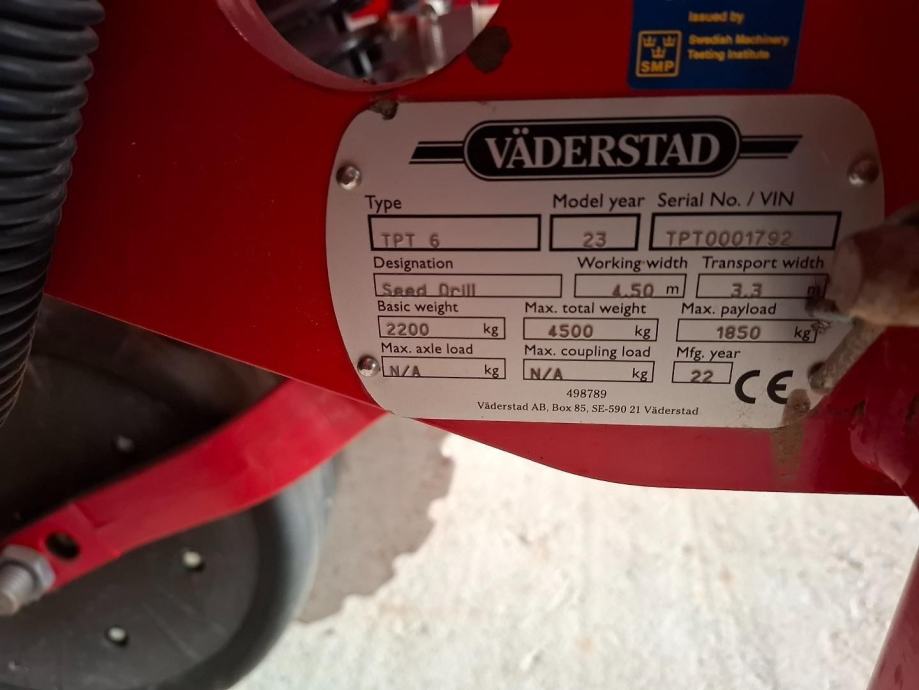 Issued by
SMP
Swedish Machinery
Testing Institute
VÄDERSTAD
Type Model year Serial No. / VIN
TPT 6 23 TPT0001792
Designation Working width Transport width
Seed Drill 4.50 m 3.3 m
Basic weight Max. total weight Max. payload
2200 kg 4500 kg 1850 kg
Max. axle load Max. coupling load Mfg. year
N/A kg N/A kg 22 CE
498789
Väderstad AB, Box 85, SE-590 21 Väderstad